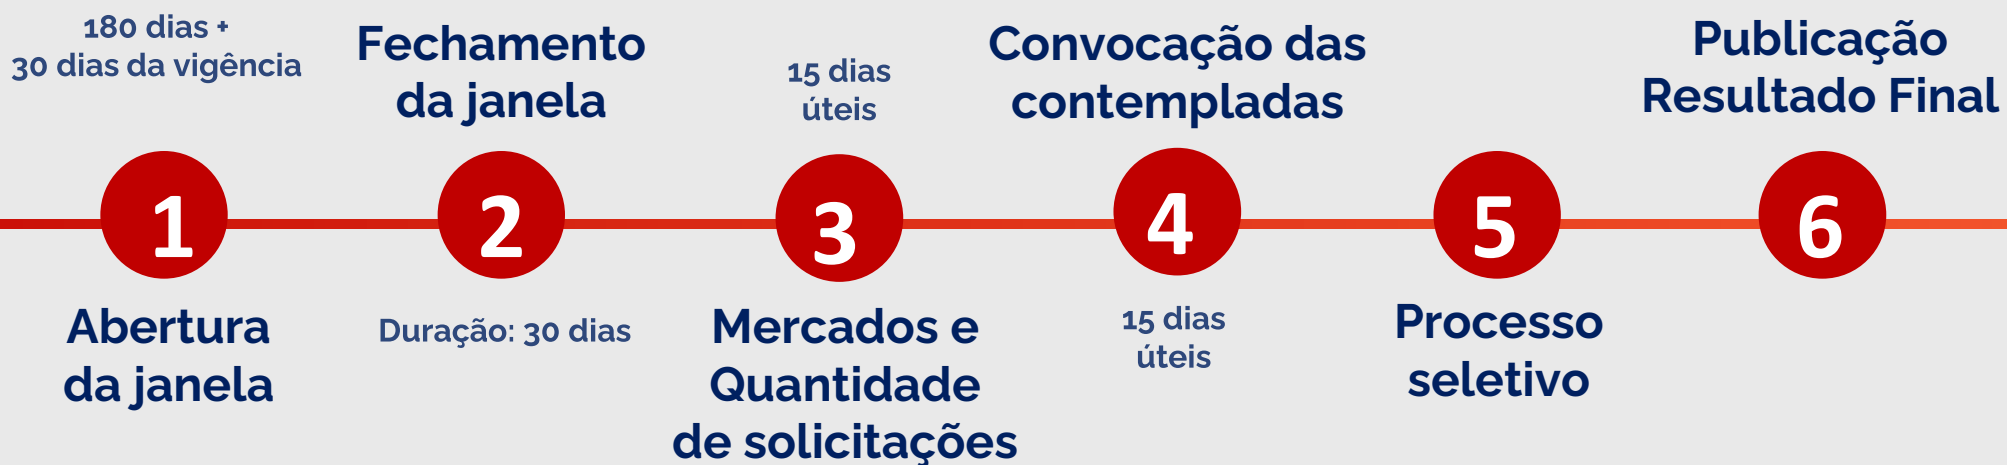 180 dias +
30 dias da vigência
1
Abertura
da janela
Fechamento
da janela
2
Duração: 30 dias
15 dias
úteis
3
Mercados e
Quantidade
de solicitações
Convocação das
contempladas
4
15 dias
úteis
5
Processo
seletivo
Publicação
Resultado Final
6